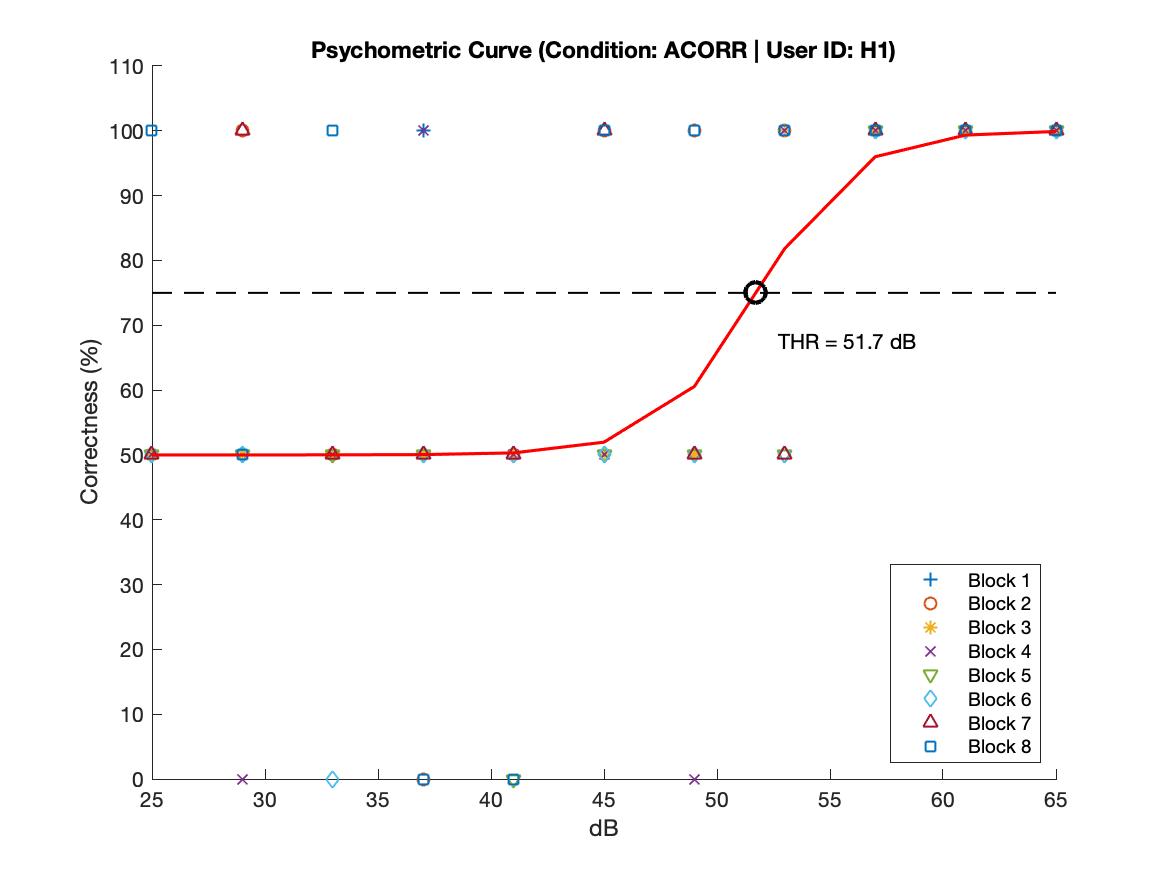 Psychometric Curve (Condition: ACORR | User ID: H1)
110
100
90
80
70
60
50
40
30
20
10
0
Correctness (%)
THR = 51.7 dB
Block 1
Block 2
Block 3
Block 4
Block 5
Block 6
Block 7
Block 8
25 30 35 40 45 50 55 60 65
dB